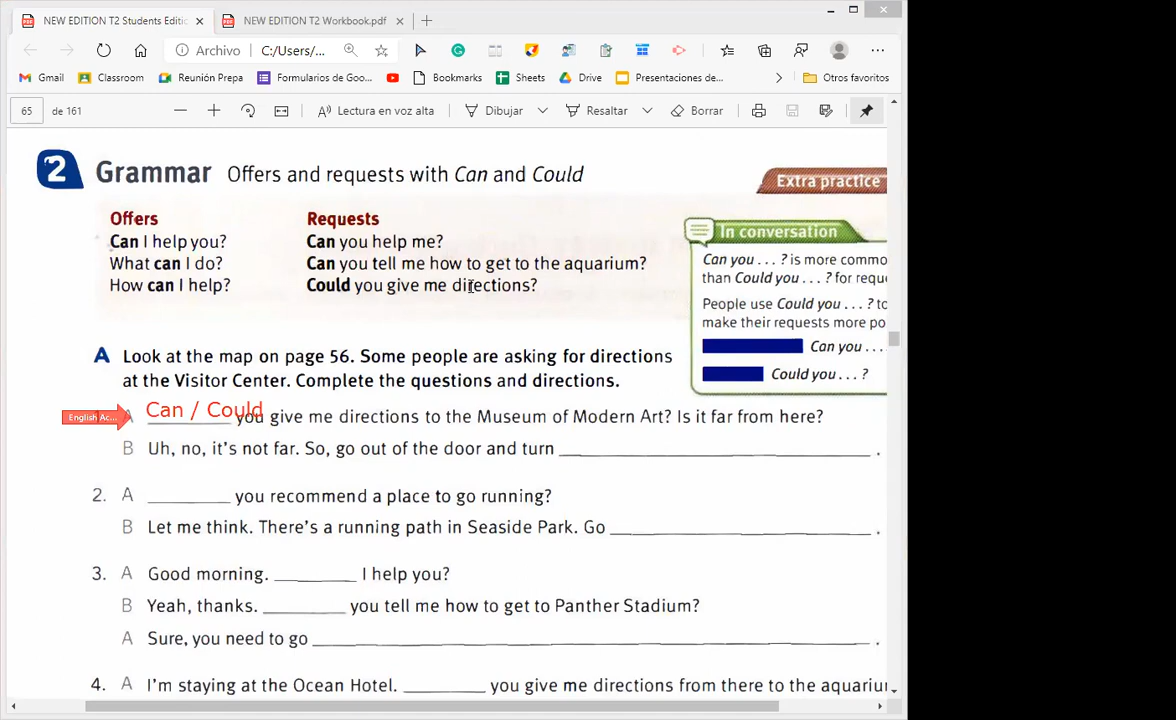 NEW EDITION T2 Students Editic
NEW EDITION T2 Workbook.pdf
Archivo
C:/Users/...
Gmail
Classroom
Reunión Prepa
Formularios de Goo...
Bookmarks
Sheets
Drive
Presentaciones de...
Otros favoritos
65
de 161
Lectura en voz alta
Dibujar
Resaltar
Borrar
2 Grammar Offers and requests with Can and Could
Extra practice
Offers
Requests
Can I help you?
Can you help me?
What can I do?
Can you tell me how to get to the aquarium?
How can I help?
Could you give me directions?
In conversation
Can you . . . ? is more commo
than Could you . . . ? for reque
People use Could you . . . ? to
make their requests more po
Can you . . .
Could you . . . ?
A Look at the map on page 56. Some people are asking for directions
at the Visitor Center. Complete the questions and directions.
English Ac...
Can / Could
A ________ you give me directions to the Museum of Modern Art? Is it far from here?
B Uh, no, it's not far. So, go out of the door and turn ______________________________ .
2. A ________ you recommend a place to go running?
B Let me think. There's a running path in Seaside Park. Go _________________________ .
3. A Good morning. ________ I help you?
B Yeah, thanks. ________ you tell me how to get to Panther Stadium?
A Sure, you need to go ______________________________________________________ .
4. A I'm staying at the Ocean Hotel. ________ you give me directions from there to the aquariu